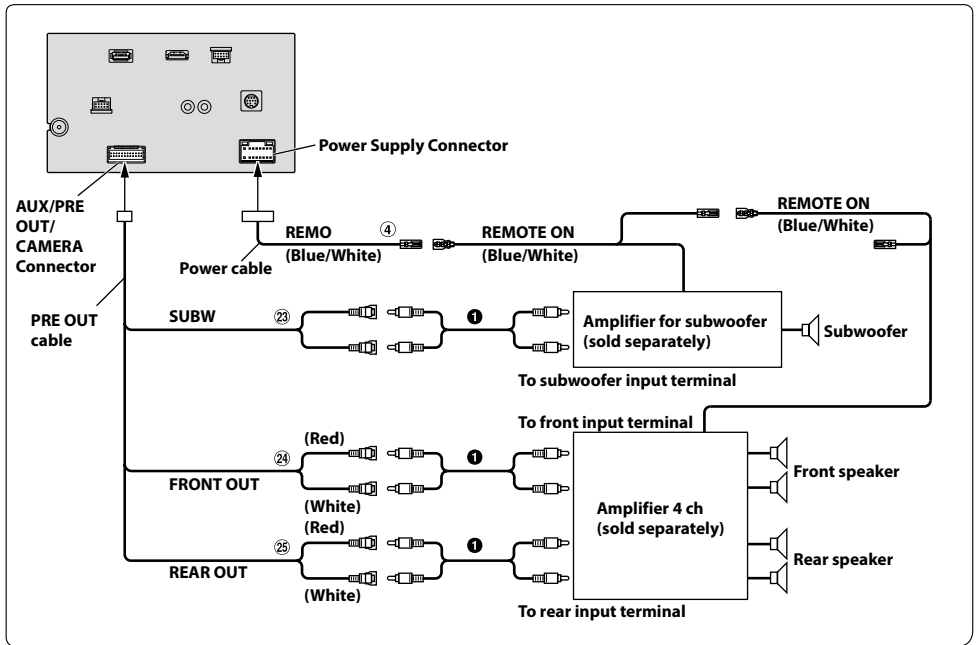 Power Supply Connector
AUX/PRE
OUT/
CAMERA
Connector
REMO
④
(Blue/White)
Power cable
REMOTE ON
(Blue/White)
REMOTE ON
(Blue/White)
PRE OUT
cable
SUBW
㉓
❶
Amplifier for subwoofer
(sold separately)
Subwoofer
To subwoofer input terminal
To front input terminal
(Red)
㉔
❶
FRONT OUT
(White)
Front speaker
Amplifier 4 ch
(sold separately)
(Red)
㉕
❶
REAR OUT
(White)
Rear speaker
To rear input terminal